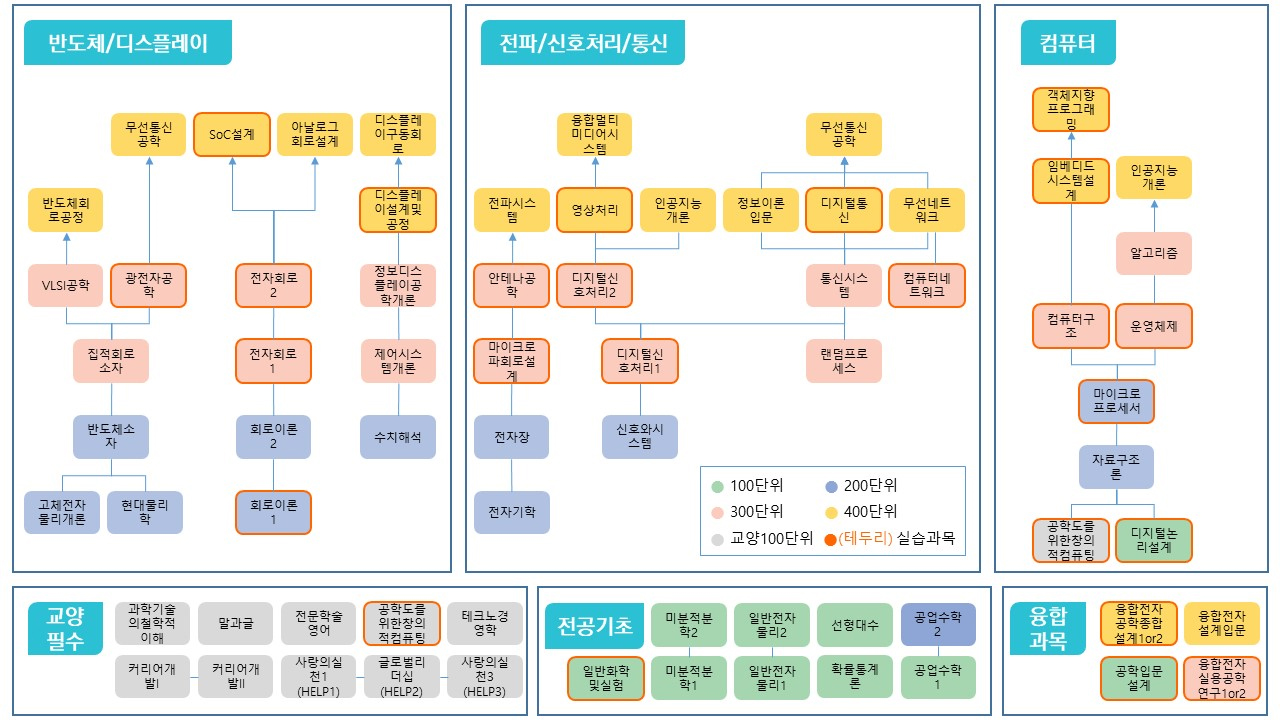 반도체/디스플레이
무선통신
공학
SoC설계
아날로그
회로설계
디스플레
이구동회
로
반도체회
로공정
디스플레
이설계및
공정
VLSI공학
광전자공
학
전자회로
2
정보디스
플레이공
학개론
집적회로
소자
전자회로
1
제어시스
템개론
반도체소
자
회로이론
2
수치해석
고체전자
물리개론
현대물리
학
회로이론
1
전파/신호처리/통신
융합멀티
미디어시
스템
무선통신
공학
전파시스
템
영상처리
인공지능
개론
정보이론
입문
디지털통
신
무선네트
워크
안테나공
학
디지털신
호처리2
통신시스
템
컴퓨터네
트워크
마이크로
파회로설
계
디지털신
호처리1
랜덤프로
세스
전자장
신호와시
스템
전자기학
100단위
200단위
300단위
400단위
교양100단위
(테두리) 실습과목
컴퓨터
객체지향
프로그래
밍
임베디드
시스템설
계
인공지능
개론
알고리즘
컴퓨터구
조
운영체제
마이크로
프로세서
자료구조
론
공학도를
위한창의
적컴퓨팅
디지털논
리설계
교양
필수
과학기술
의철학적
이해
말과글
전문학술
영어
공학도를
위한창의
적컴퓨팅
테크노경
영학
커리어개
발I
커리어개
발II
사랑의실
천1
(HELP1)
글로벌리
더십
(HELP2)
사랑의실
천3
(HELP3)
전공기초
미분적분
학2
일반전자
물리2
선형대수
공업수학
2
일반화학
및실험
미분적분
학1
일반전자
물리1
확률통계
론
공업수학
1
융합
과목
융합전자
공학종합
설계1or2
융합전자
설계입문
공학입문
설계
융합전자
실용공학
연구1or2